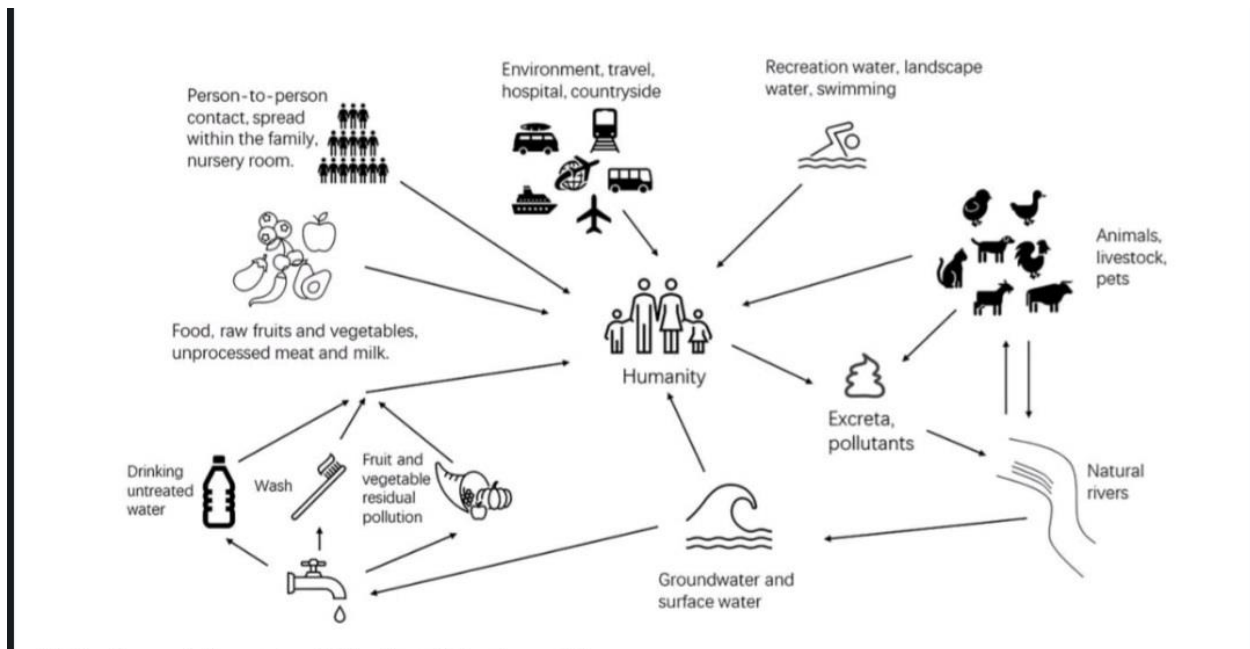 Person-to-person
contact, spread
within the family,
nursery room.
Environment, travel,
hospital, countryside
Recreation water, landscape
water, swimming
Animals,
livestock,
pets
Food, raw fruits and vegetables,
unprocessed meat and milk.
Humanity
Excreta,
pollutants
Drinking
untreated
water
Wash
Fruit and
vegetable
residual
pollution
Natural
rivers
Groundwater and
surface water